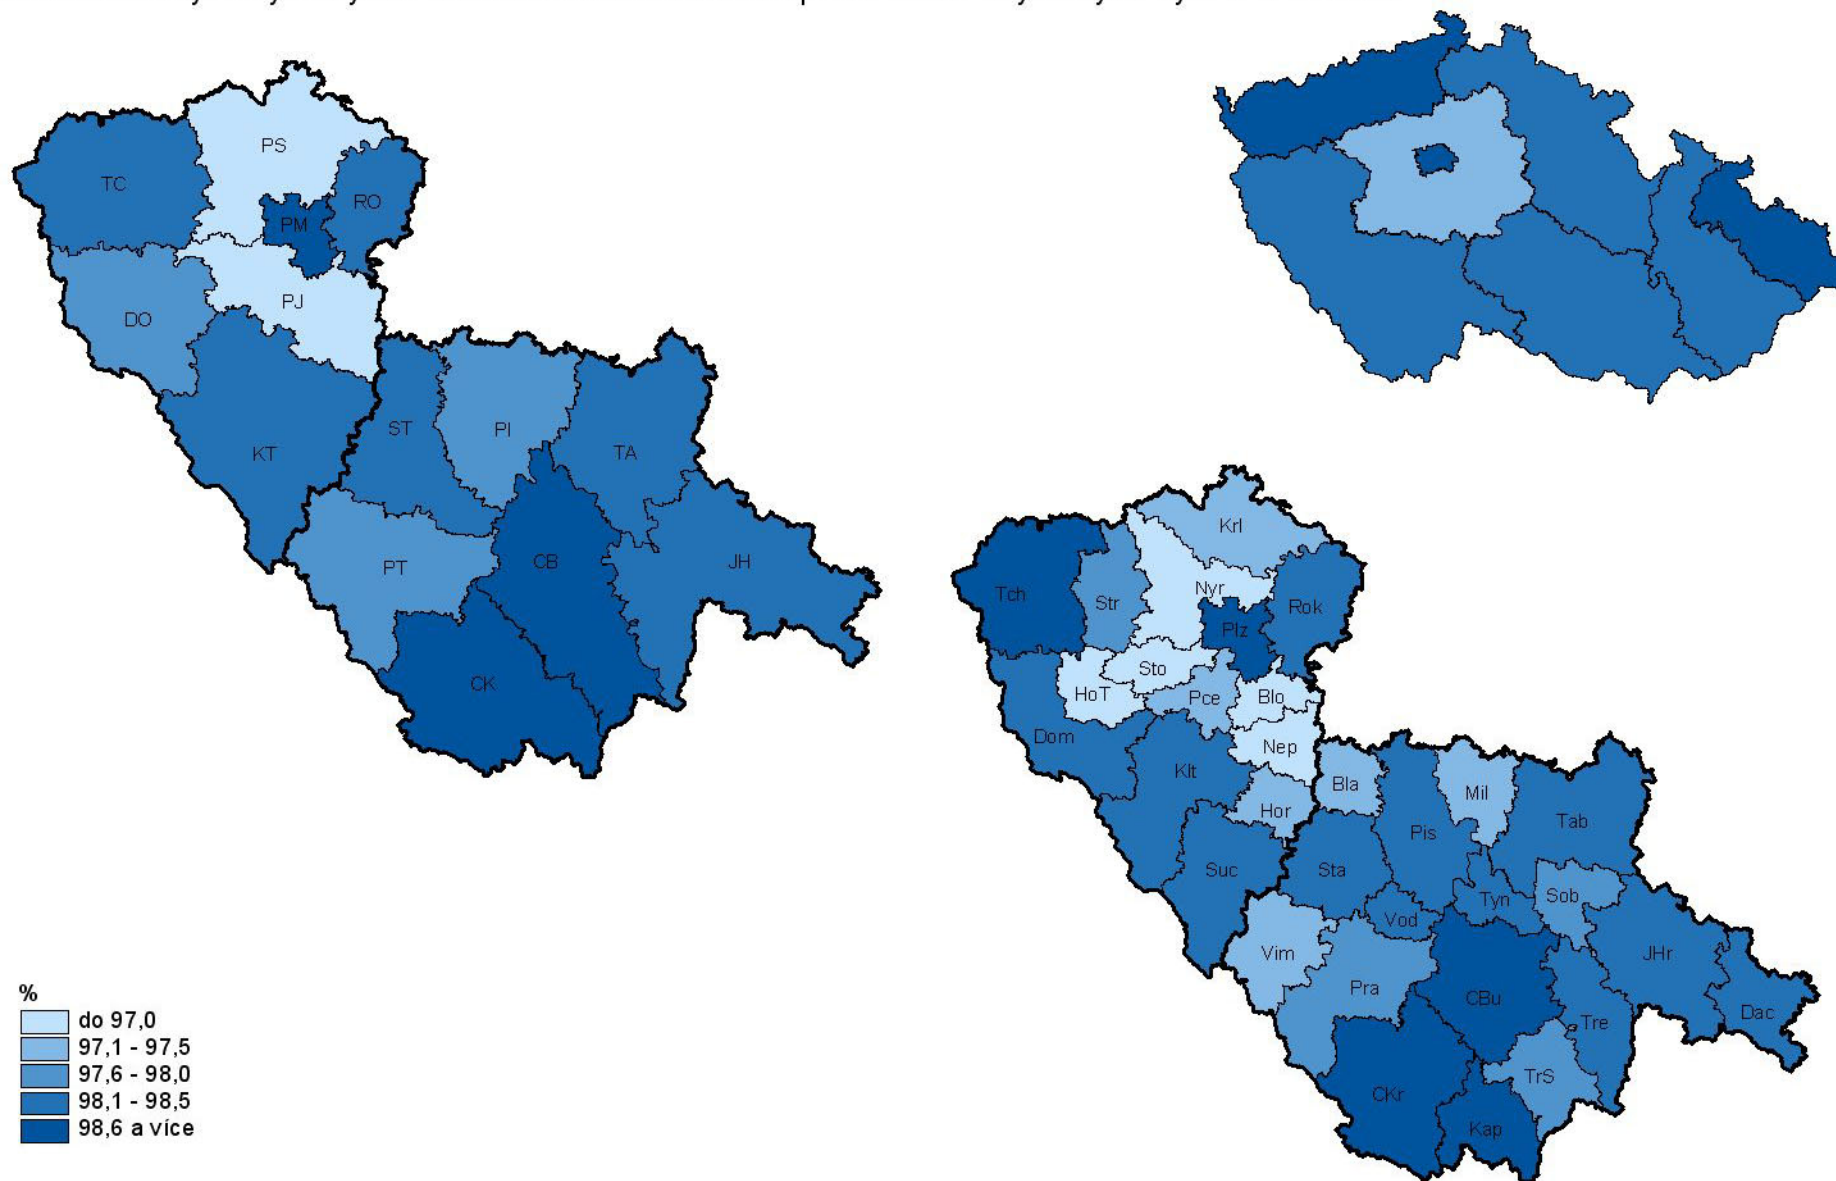 PS
TC
RO
PM
PJ
DO
ST
PI
TA
KT
PT
CB
JH
CK
Krl
Tch
Str
Nyr
Rok
Plz
Sto
HoT
Pce
Blo
Dom
Nep
Klt
Bla
Mil
Hor
Pis
Tab
Suc
Sta
Sob
Tyn
Vod
Vim
JHr
Pra
CBu
Tre
Dac
TrS
CKr
Kap
%
do 97,0
97,1 - 97,5
97,6 - 98,0
98,1 - 98,5
98,6 a více